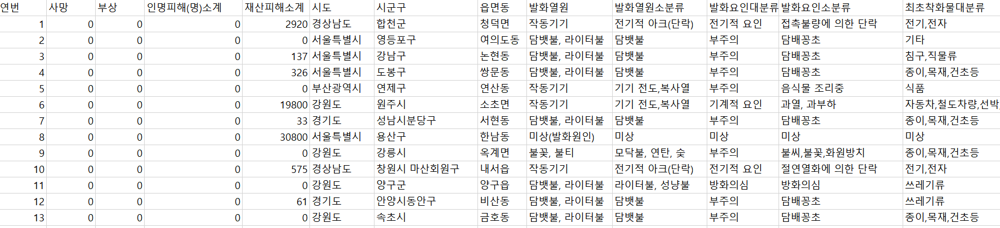 연번 사망 부상 인명피해(명)소계 재산피해소계 시도 시군구 읍면동 발화열원 발화열원소분류 발화요인대분류 발화요인소분류 최초착화물대분류
1 0 0 0 2920 경상남도 합천군 청덕면 작동기기 전기적 아크(단락) 전기적 요인 접촉불량에 의한 단락 전기,전자
2 0 0 0 0 서울특별시 영등포구 여의도동 담뱃불, 라이터불 담뱃불 부주의 담배꽁초 기타
3 0 0 0 137 서울특별시 강남구 논현동 담뱃불, 라이터불 담뱃불 부주의 담배꽁초 침구,직물류
4 0 0 0 326 서울특별시 도봉구 쌍문동 담뱃불, 라이터불 담뱃불 부주의 담배꽁초 종이,목재,건초등
5 0 0 0 0 부산광역시 연제구 연산동 작동기기 기기 전도,복사열 부주의 음식물 조리중 식품
6 0 0 0 19800 강원도 원주시 소초면 작동기기 기기 전도,복사열 기계적 요인 과열, 과부하 자동차,철도차량,선박,
7 0 0 0 33 경기도 성남시분당구 서현동 담뱃불, 라이터불 담뱃불 부주의 담배꽁초 종이,목재,건초등
8 0 0 0 30800 서울특별시 용산구 한남동 미상(발화원인) 미상 미상 미상 미상
9 0 0 0 0 강원도 강릉시 옥계면 불꽃, 불티 모닥불, 연탄, 숯 부주의 불씨,불꽃,화원방치 종이,목재,건초등
10 0 0 0 575 경상남도 창원시 마산회원구 내서읍 작동기기 전기적 아크(단락) 전기적 요인 절연열화에 의한 단락 전기,전자
11 0 0 0 0 강원도 양구군 양구읍 담뱃불, 라이터불 라이터불, 성냥불 방화의심 방화의심 쓰레기류
12 0 0 0 61 경기도 안양시동안구 비산동 담뱃불, 라이터불 담뱃불 부주의 담배꽁초 쓰레기류
13 0 0 0 0 강원도 속초시 금호동 담뱃불, 라이터불 담뱃불 부주의 담배꽁초 종이,목재,건초등